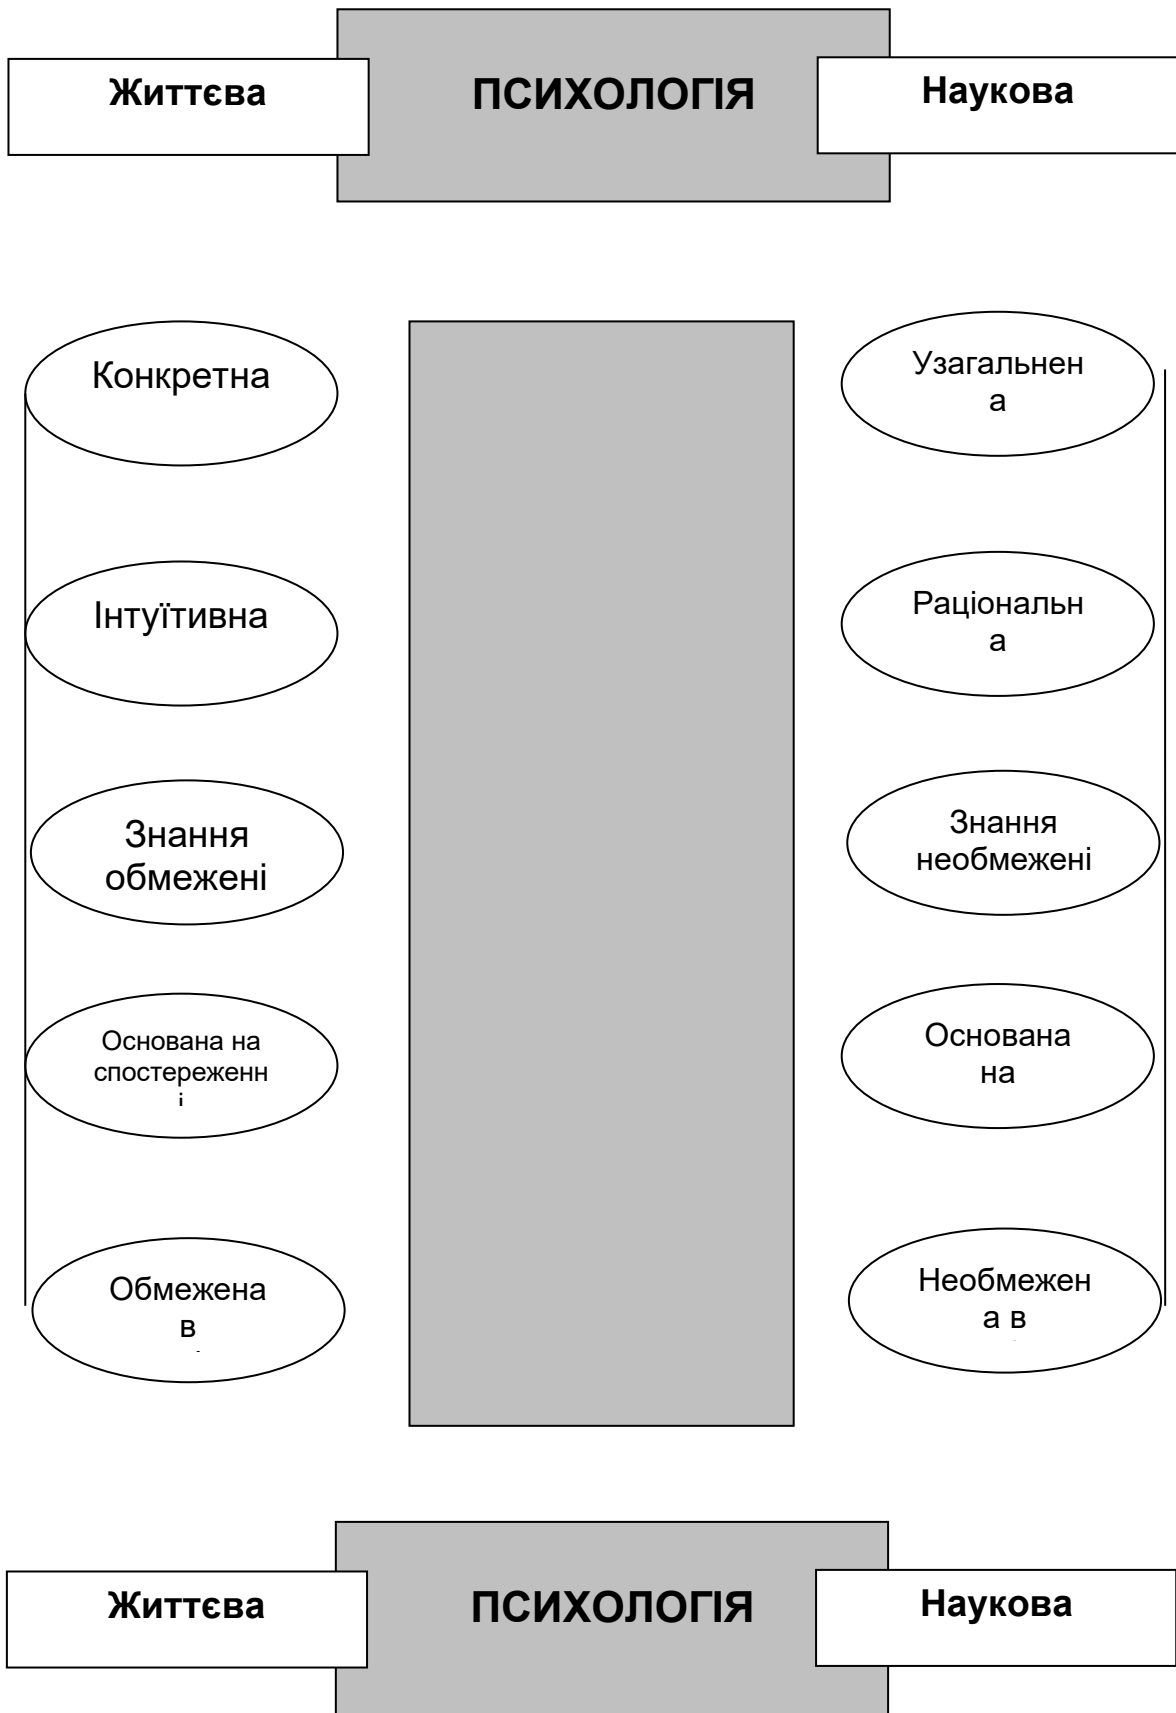 Життєва
ПСИХОЛОГІЯ
Наукова
Конкретна
Узагальнен
а
Інтуїтивна
Раціональн
а
Знання
обмежені
Знання
необмежені
Основана на
спостереженн
і
Основана
на
Обмежена
в
Необмежен
а в
Життєва
ПСИХОЛОГІЯ
Наукова